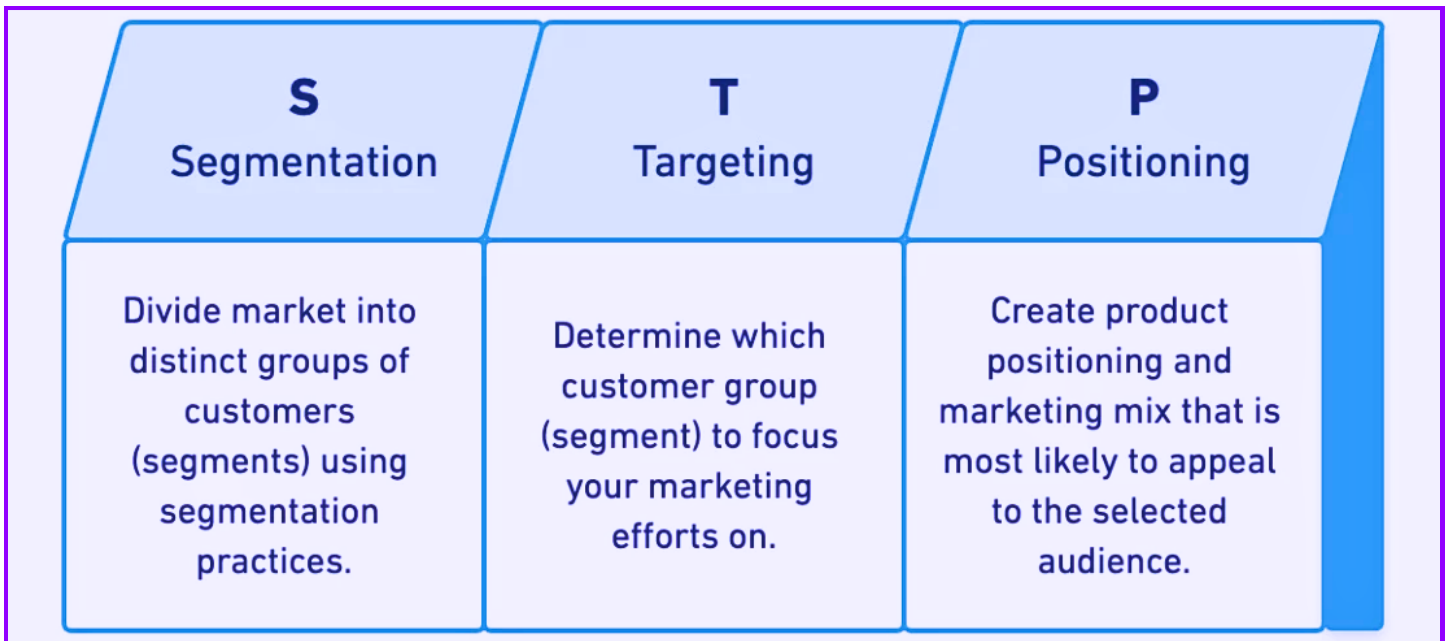 S
Segmentation
Divide market into
distinct groups of
customers
(segments) using
segmentation
practices.
T
Targeting
Determine which
customer group
(segment) to focus
your marketing
efforts on.
P
Positioning
Create product
positioning and
marketing mix that is
most likely to appeal
to the selected
audience.